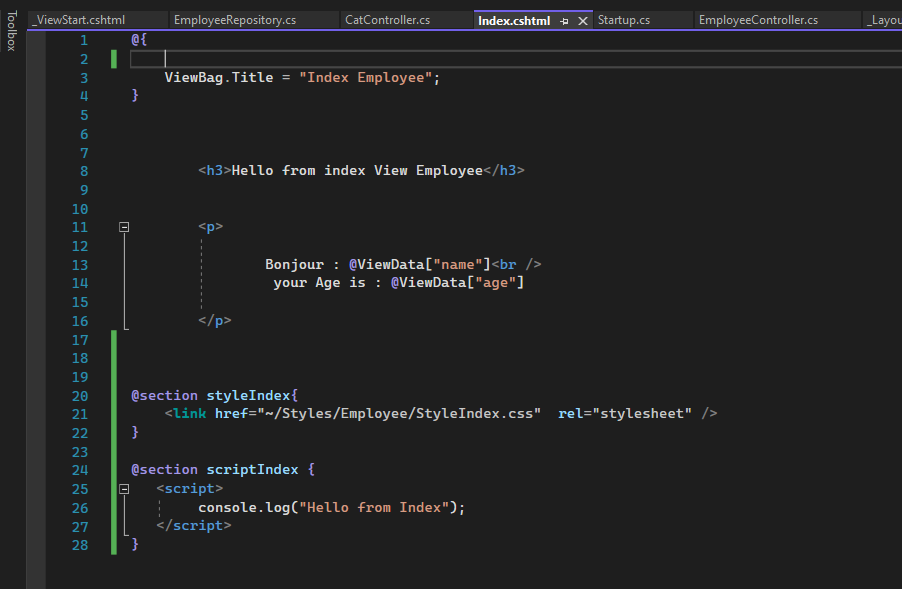 Toolbox
_ViewStart.cshtml EmployeeRepository.cs CatController.cs Index.cshtml Startup.cs EmployeeController.cs _Layou
1 @{
2
3 ViewBag.Title = "Index Employee";
4 }
5
6
7
8 <h3>Hello from index View Employee</h3>
9
10
11 <p>
12
13 Bonjour : @ViewData["name"]<br />
14 your Age is : @ViewData["age"]
15
16 </p>
17
18
19
20 @section styleIndex{
21 <link href="~/Styles/Employee/StyleIndex.css"  rel="stylesheet" />
22 }
23
24 @section scriptIndex {
25 <script>
26 console.log("Hello from Index");
27 </script>
28 }